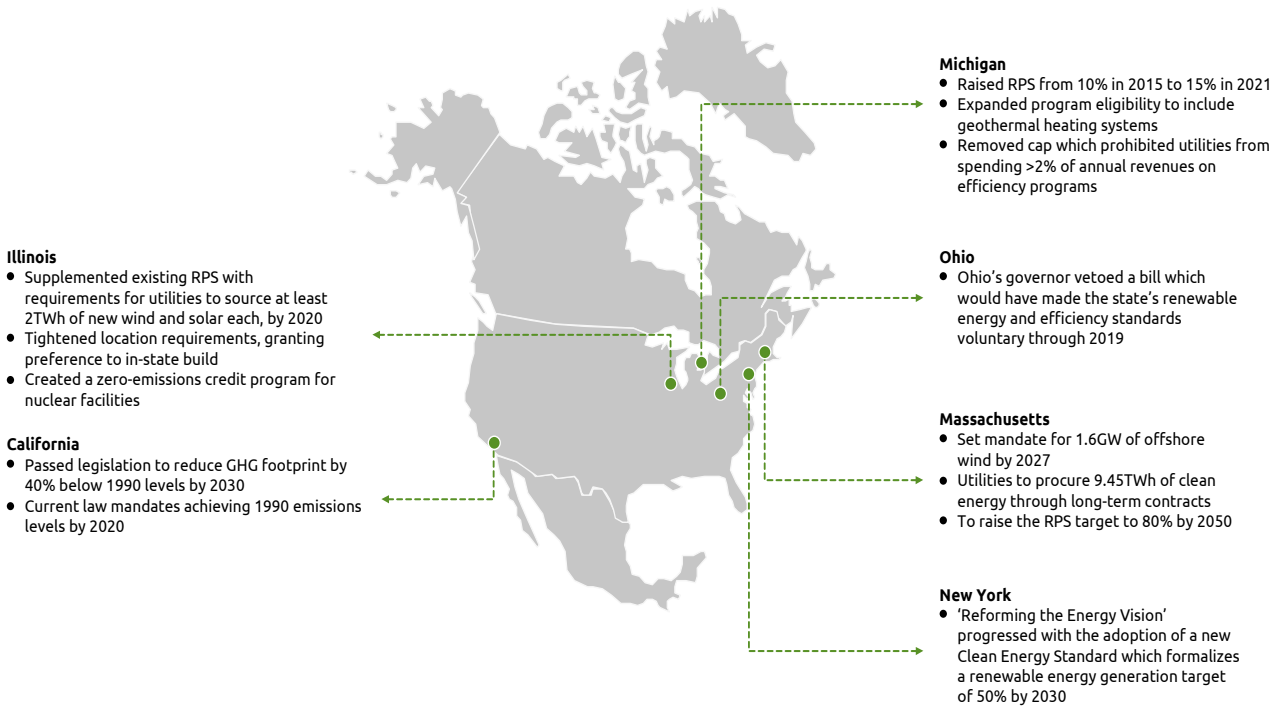 Michigan
• Raised RPS from 10% in 2015 to 15% in 2021
• Expanded program eligibility to include
geothermal heating systems
• Removed cap which prohibited utilities from
spending >2% of annual revenues on
efficiency programs
Illinois
• Supplemented existing RPS with
requirements for utilities to source at least
2TWh of new wind and solar each, by 2020
• Tightened location requirements, granting
preference to in-state build
• Created a zero-emissions credit program for
nuclear facilities
Ohio
• Ohio’s governor vetoed a bill which
would have made the state’s renewable
energy and efficiency standards
voluntary through 2019
California
• Passed legislation to reduce GHG footprint by
40% below 1990 levels by 2030
• Current law mandates achieving 1990 emissions
levels by 2020
Massachusetts
• Set mandate for 1.6GW of offshore
wind by 2027
• Utilities to procure 9.45TWh of clean
energy through long-term contracts
• To raise the RPS target to 80% by 2050
New York
• ‘Reforming the Energy Vision’
progressed with the adoption of a new
Clean Energy Standard which formalizes
a renewable energy generation target
of 50% by 2030